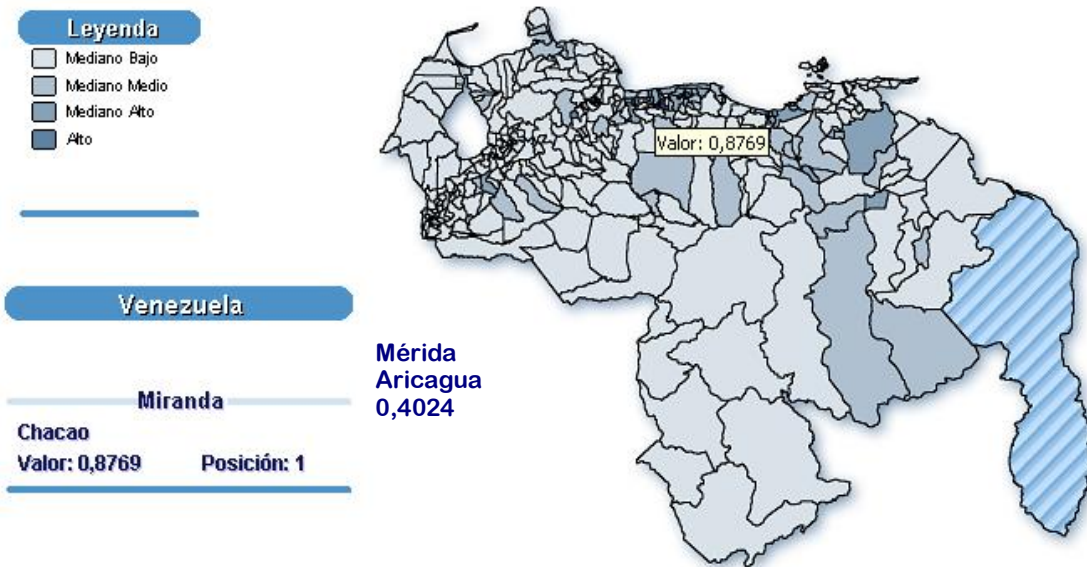 Leyenda
Mediano Bajo
Mediano Medio
Mediano Alto
Alto
Valor: 0,8769
Venezuela
Mérida
Aricagua
0,4024
Miranda
Chacao
Valor: 0,8769 Posición: 1